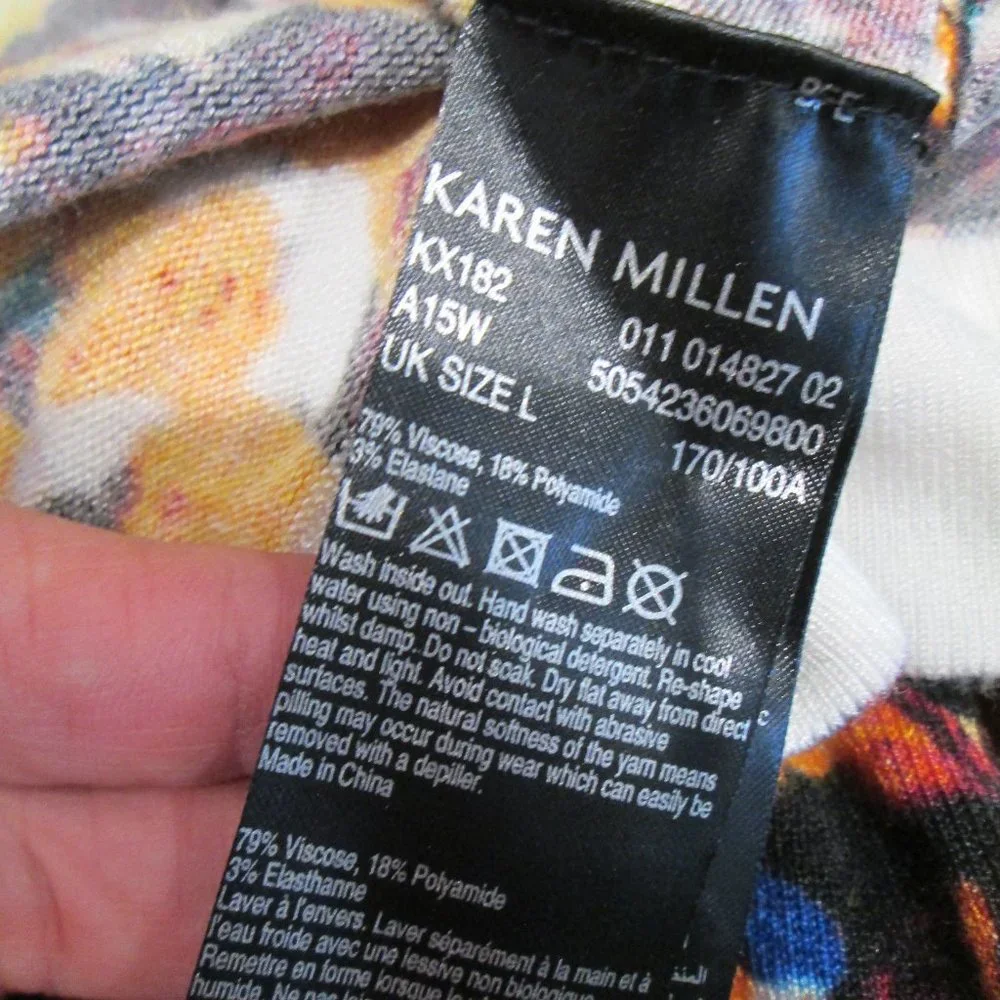 KAREN MILLEN
KX182
011 014827 02
A15W
5054236069800
UK SIZE L
170/100A
79% Viscose, 18% Polyamide
3% Elastane
Wash inside out. Hand wash separately in cool
water using non - biological detergent. Re-shape
whilst damp. Do not soak. Dry flat away from direct
heat and light. Avoid contact with abrasive
surfaces. The natural softness of the yarn means
pilling may occur during wear which can easily be
removed with a depiller.
Made in China
79% Viscose, 18% Polyamide
3% Elasthanne
Laver à l'envers. Laver séparément à la main et à
l'eau froide avec une lessive non biologique
Remettre en forme lorsque le
humide. Ne pas